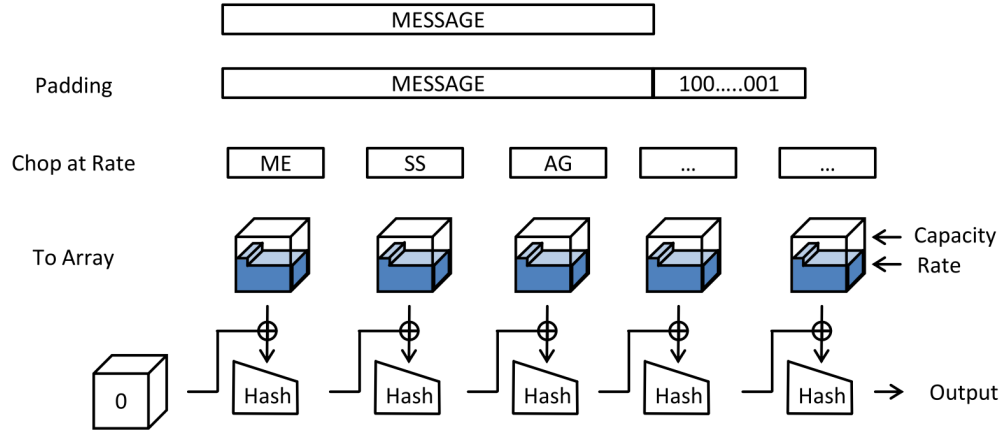 MESSAGE
Padding MESSAGE 100.....001
Chop at Rate ME SS AG ... ...
To Array
Capacity
Rate
0 Hash Hash Hash Hash Hash Output